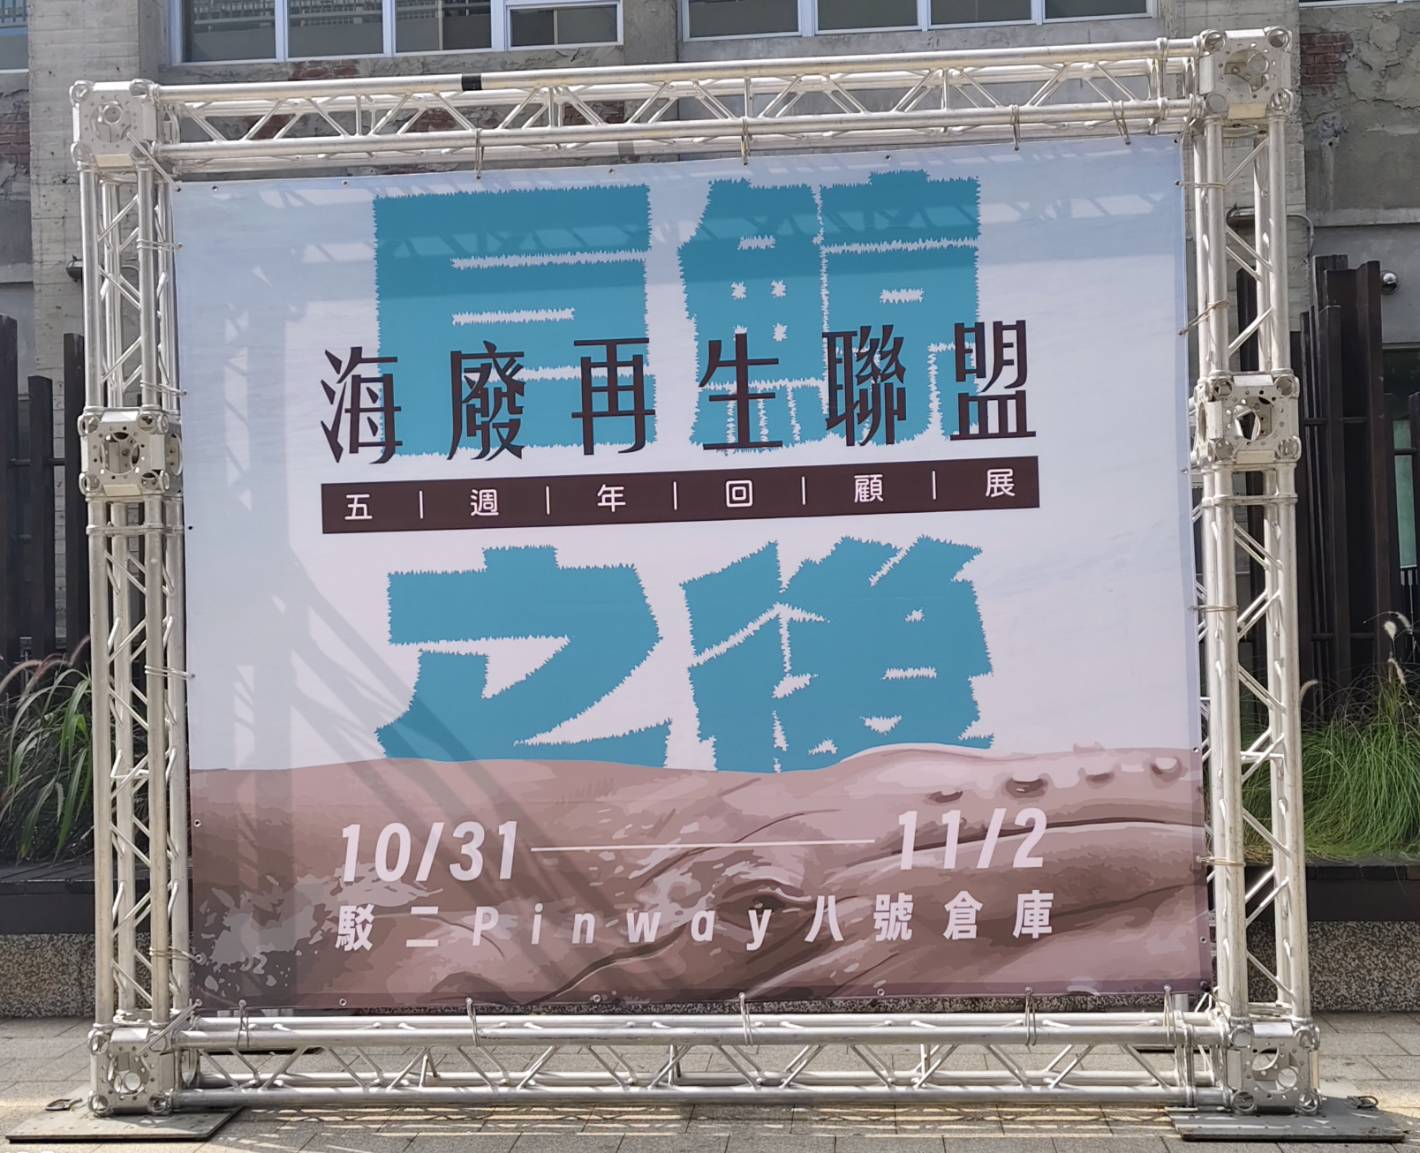 巨鯨
海廢再生聯盟
五|週|年|回|顧|展
之後
10/31—11/2
駁二Pinway八號倉庫